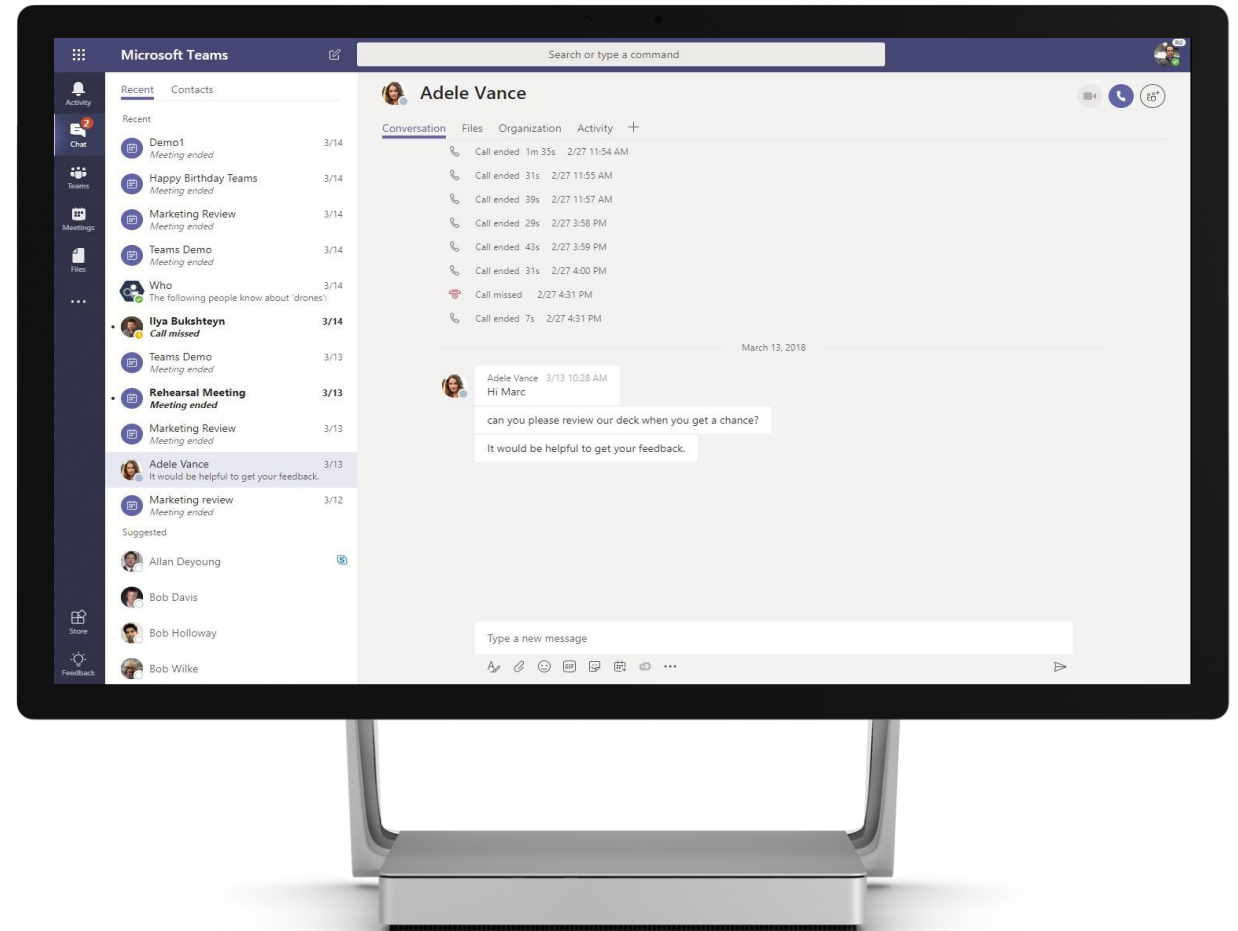 Microsoft Teams
Search or type a command
RO
Activity
2
Chat
Teams
Meetings
Files
Store
Feedback
Recent Contacts
Recent
Demo1 3/14
Meeting ended
Happy Birthday Teams 3/14
Meeting ended
Marketing Review 3/14
Meeting ended
Teams Demo 3/14
Meeting ended
Who 3/14
The following people know about 'drones':
Ilya Bukshteyn 3/14
Call missed
Teams Demo 3/13
Meeting ended
Rehearsal Meeting 3/13
Meeting ended
Marketing Review 3/13
Meeting ended
Adele Vance 3/13
It would be helpful to get your feedback.
Marketing review 3/12
Meeting ended
Suggested
Allan Deyoung
Bob Davis
Bob Holloway
Bob Wilke
Adele Vance
Conversation Files Organization Activity
Call ended 1m 35s 2/27 11:54 AM
Call ended 31s 2/27 11:55 AM
Call ended 39s 2/27 11:57 AM
Call ended 29s 2/27 3:58 PM
Call ended 43s 2/27 3:59 PM
Call ended 31s 2/27 4:00 PM
Call missed 2/27 4:31 PM
Call ended 7s 2/27 4:31 PM
March 13, 2018
Adele Vance 3/13 10:28 AM
Hi Marc
can you please review our deck when you get a chance?
It would be helpful to get your feedback.
Type a new message
GIF